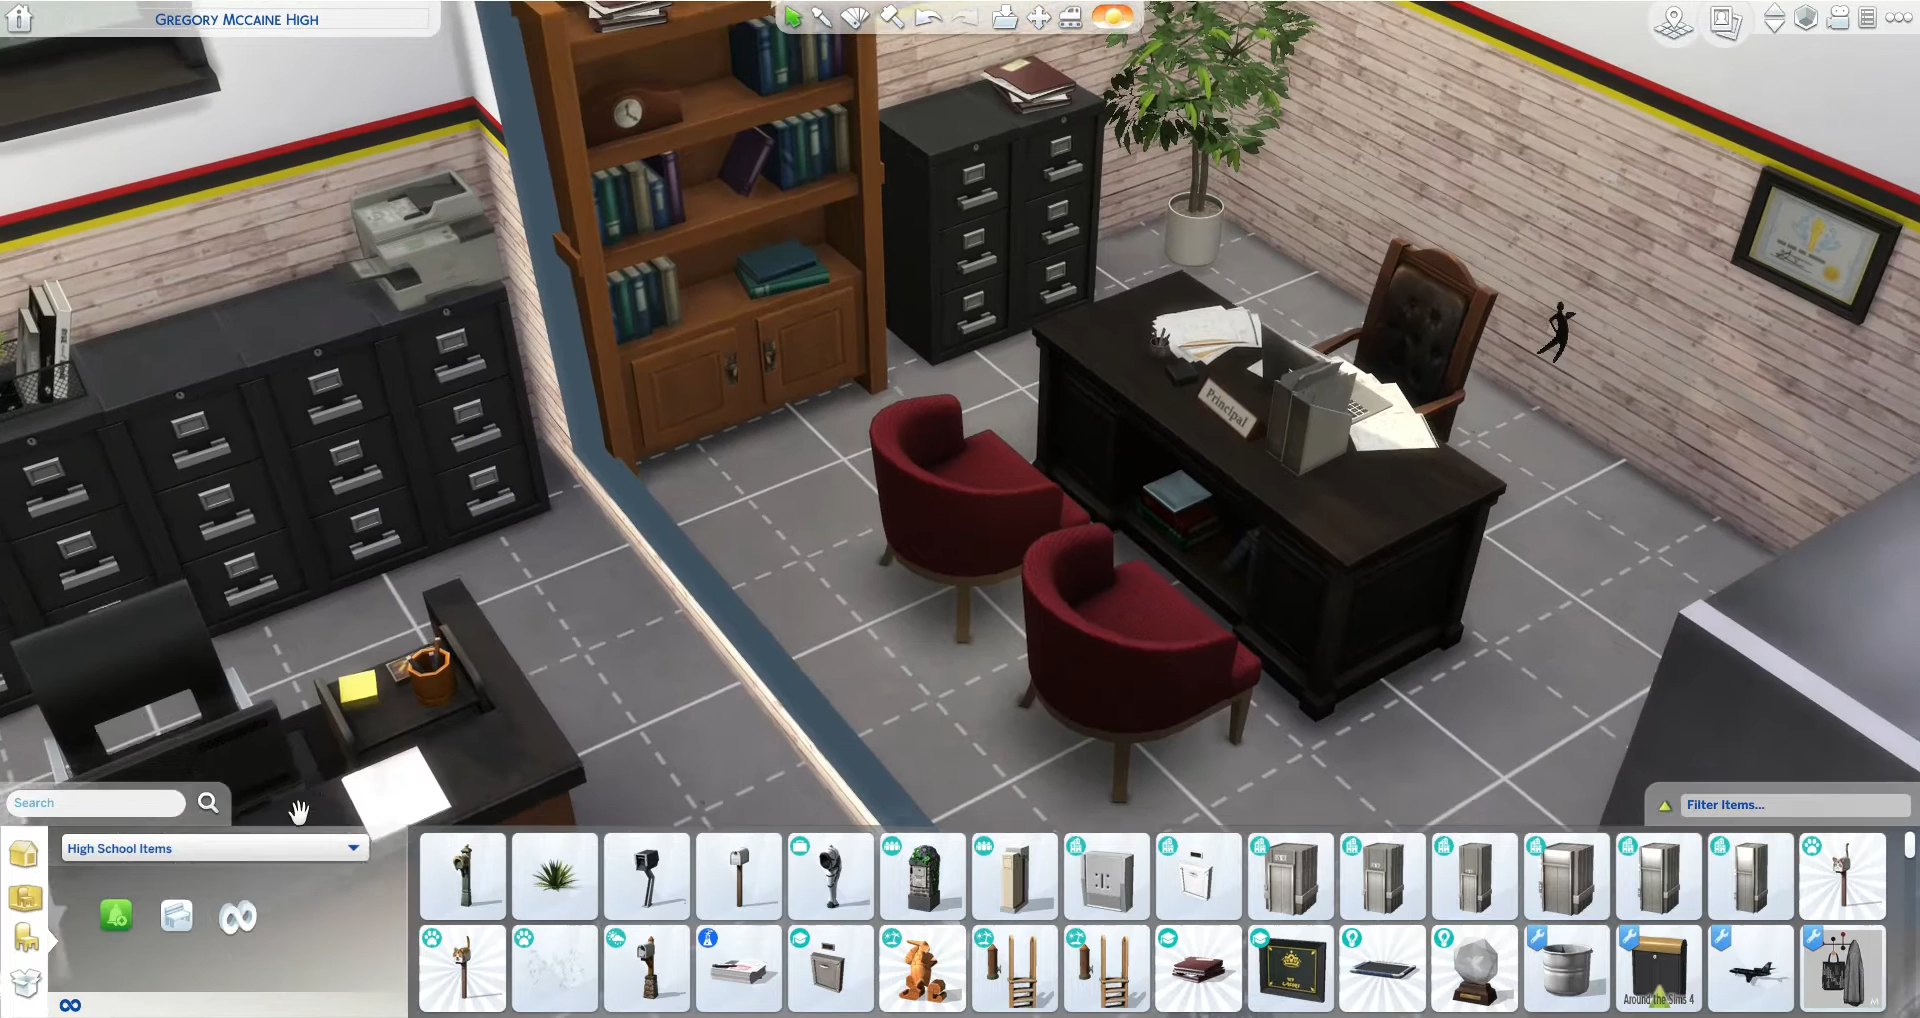 Gregory Mccaine High
Principal
Search
Filter Items...
High School Items
Around the Sims 4